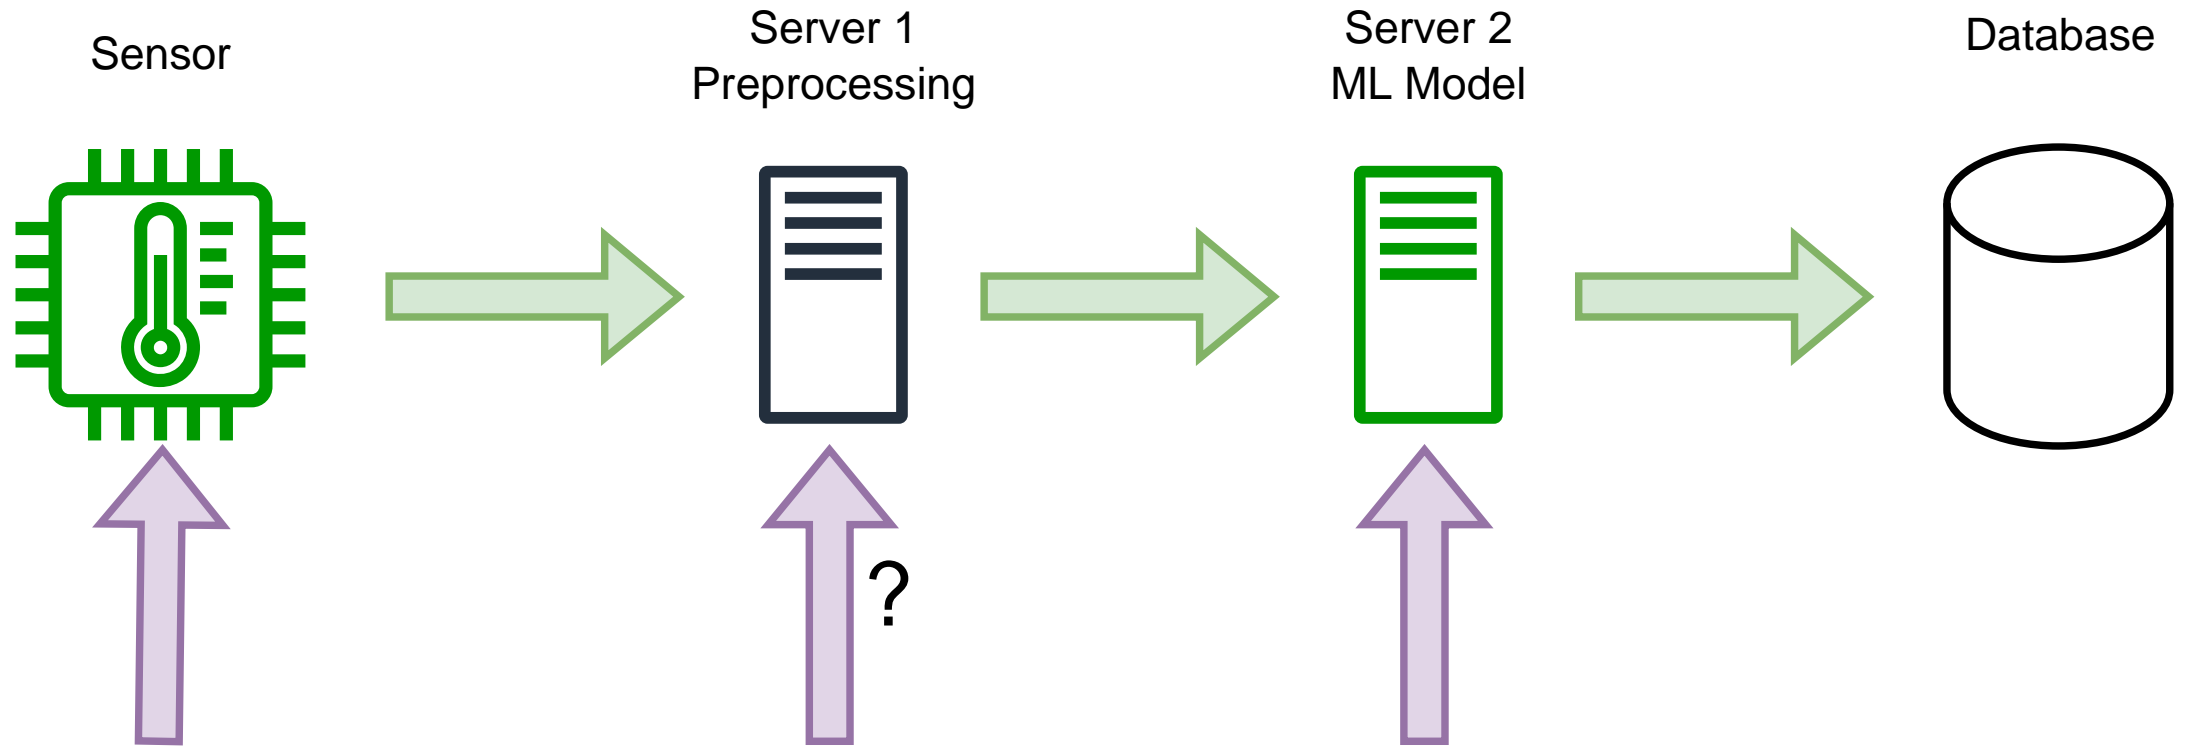 Sensor
Server 1
Preprocessing
Server 2
ML Model
Database
?